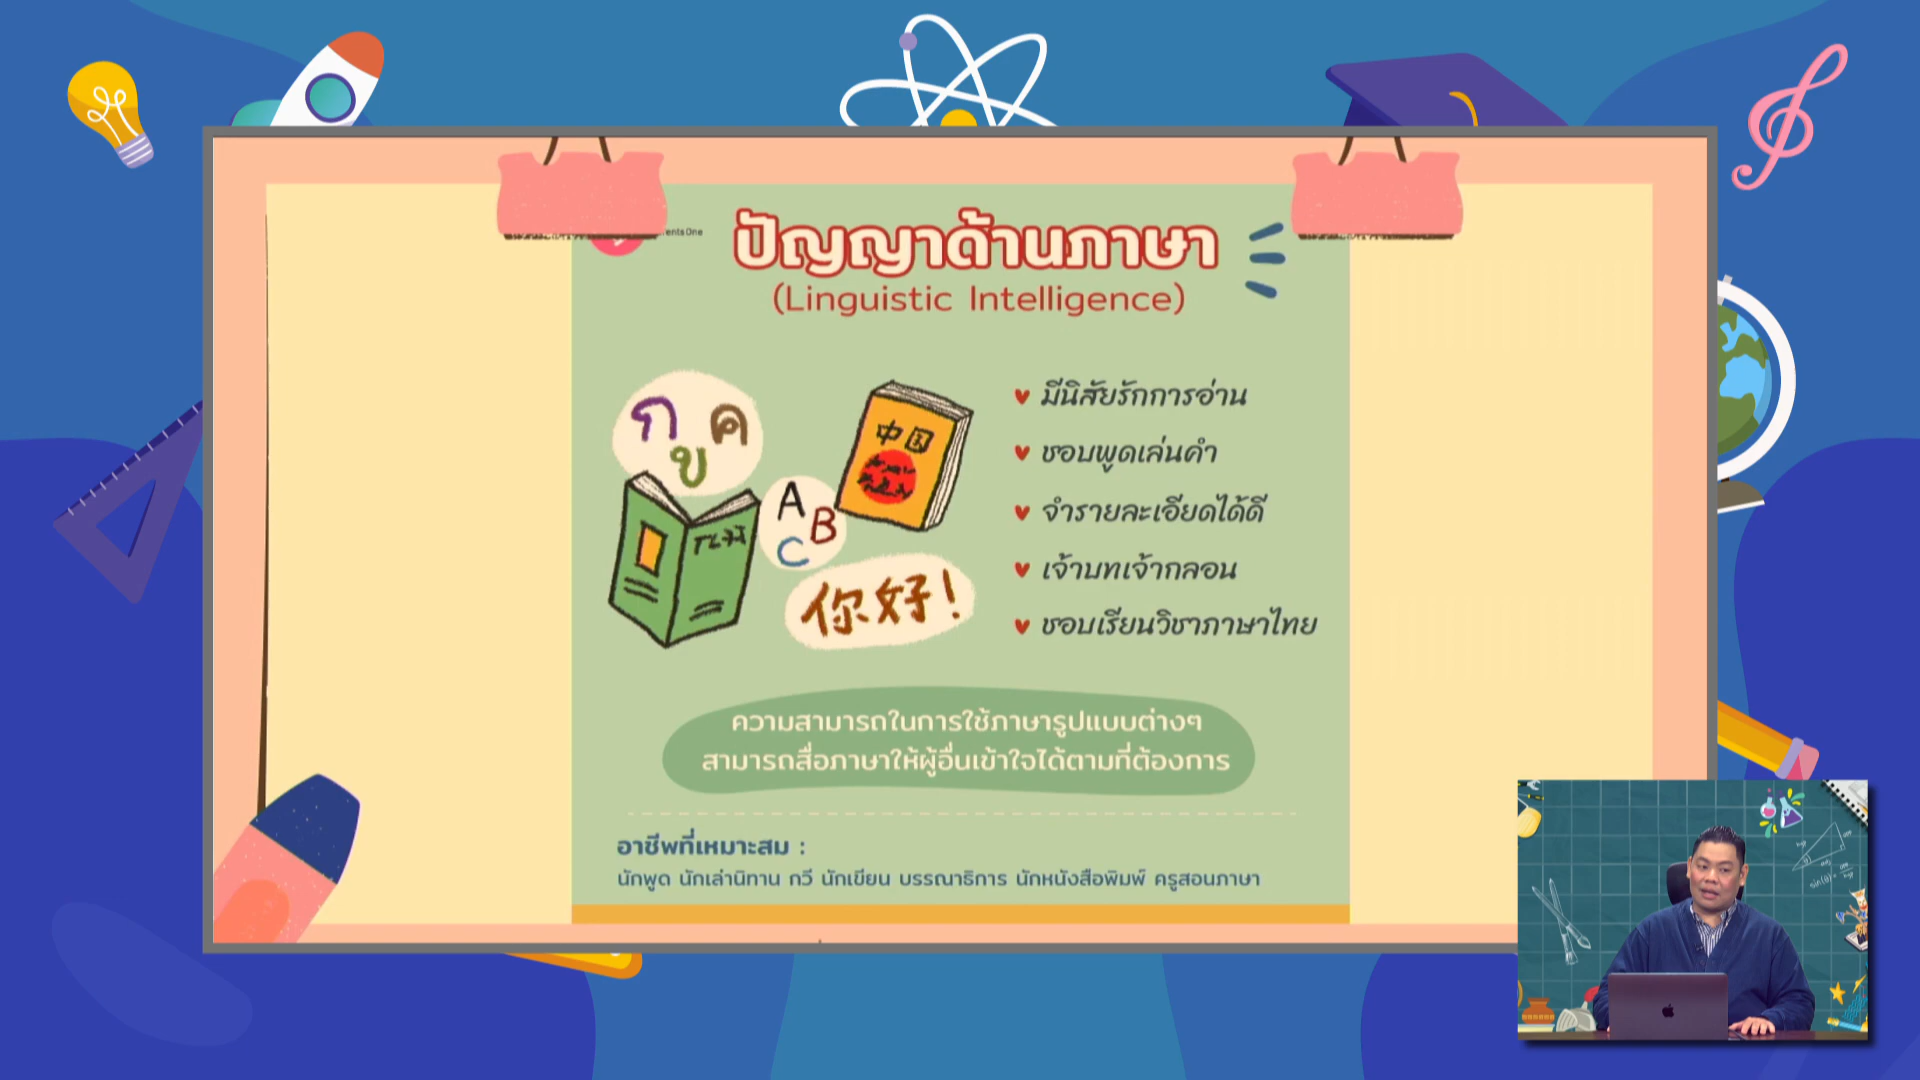 ents One
ปัญญาด้านภาษา
(Linguistic Intelligence)
ก ข ค
中国
A B C
你好!
มีนิสัยรักการอ่าน
ชอบพูดเล่นคำ
จำรายละเอียดได้ดี
เจ้าบทเจ้ากลอน
ชอบเรียนวิชาภาษาไทย
ความสามารถในการใช้ภาษารูปแบบต่างๆ
สามารถสื่อภาษาให้ผู้อื่นเข้าใจได้ตามที่ต้องการ
อาชีพที่เหมาะสม :
นักพูด นักเล่านิทาน กวี นักเขียน บรรณาธิการ นักหนังสือพิมพ์ ครูสอนภาษา